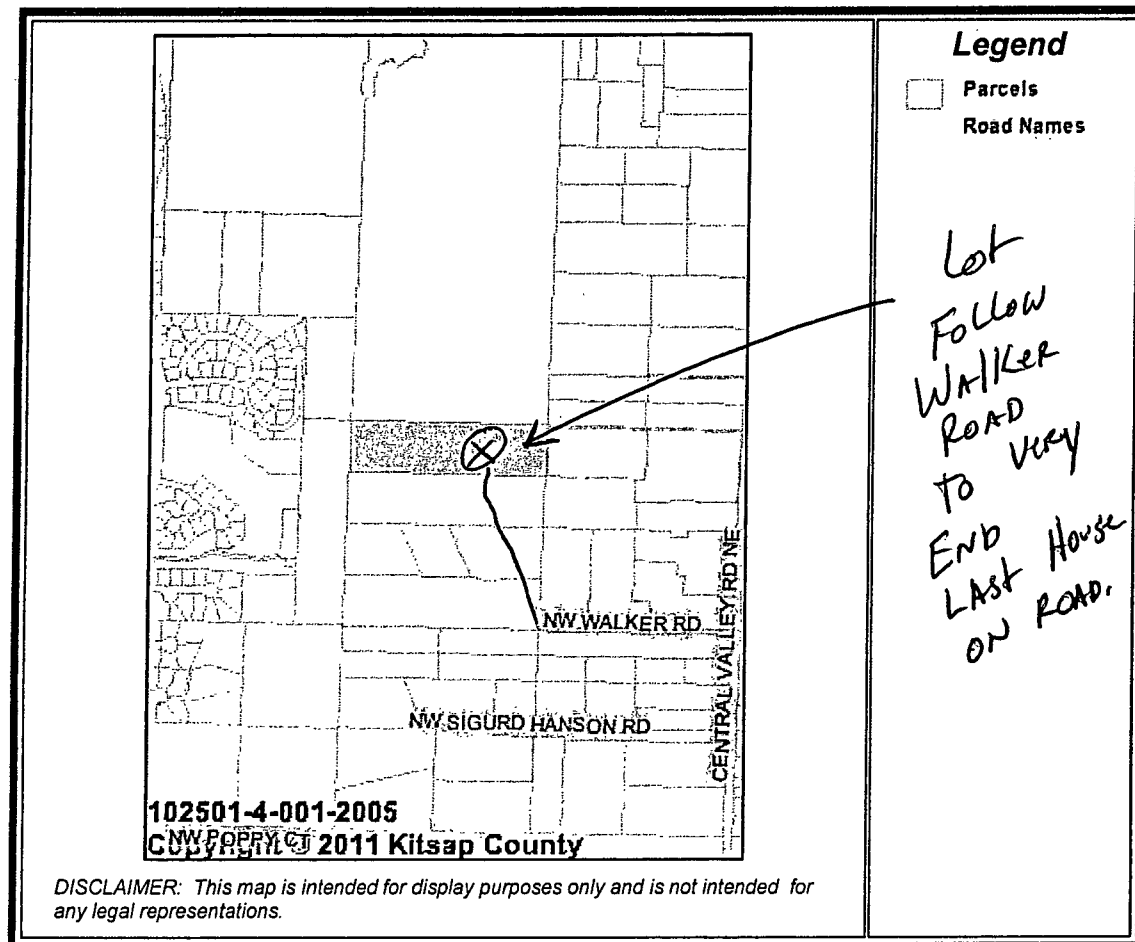 Legend
Parcels
Road Names
Lot
Follow
Walker
Road
to very
End
Last House
on Road.
NW WALKER RD
CENTRAL VALLEY RD NE
NW SIGURD HANSON RD
102501-4-001-2005
NW POPPY CT
Copyright © 2011 Kitsap County
DISCLAIMER: This map is intended for display purposes only and is not intended for
any legal representations.